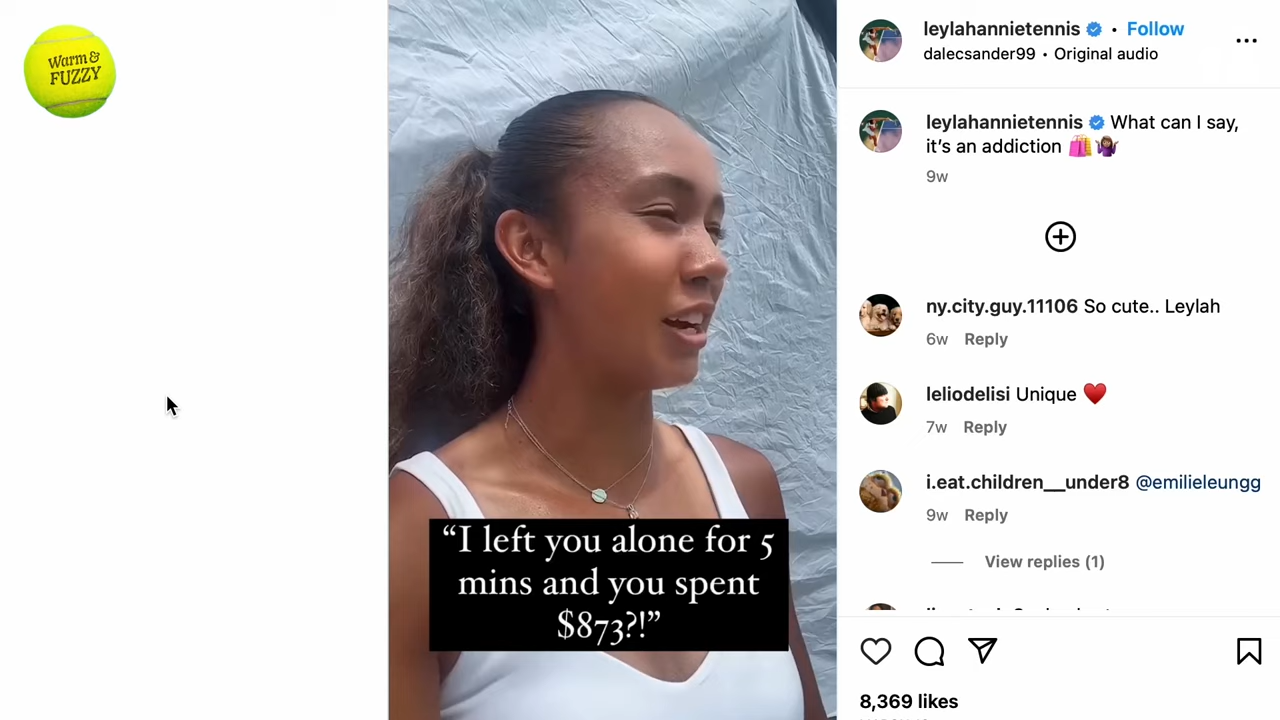 Warm &
FUZZY
“I left you alone for 5
mins and you spent
$873?!”
leylahannietennis • Follow
dalecsander99 • Original audio
leylahannietennis What can I say,
it’s an addiction 🛍️🤷🏽‍♀️
9w
ny.city.guy.11106 So cute.. Leylah
6w Reply
leliodelisi Unique ♥️
7w Reply
i.eat.children__under8 @emilieleungg
9w Reply
View replies (1)
8,369 likes